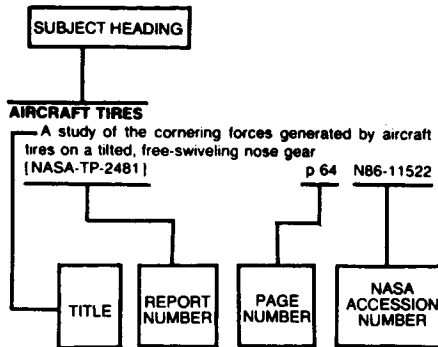 SUBJECT HEADING
AIRCRAFT TIRES
A study of the cornering forces generated by aircraft
tires on a tilted, free-swiveling nose gear
[NASA-TP-2481] p 64 N86-11522
TITLE
REPORT
NUMBER
PAGE
NUMBER
NASA
ACCESSION
NUMBER